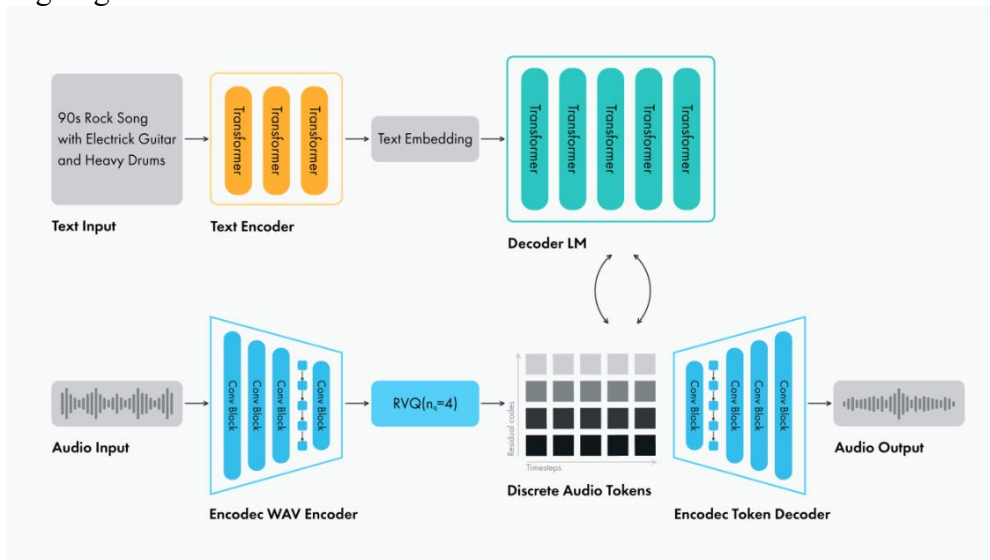 90s Rock Song
with Electrick Guitar
and Heavy Drums
Text Input
Transformer
Transformer
Transformer
Text Encoder
Text Embedding
Transformer
Transformer
Transformer
Transformer
Transformer
Decoder LM
Audio Input
Conv Block
Conv Block
Conv Block
Conv Block
Encodec WAV Encoder
RVQ(nq=4)
Residual codes
Timesteps
Discrete Audio Tokens
Conv Block
Conv Block
Conv Block
Conv Block
Encodec Token Decoder
Audio Output